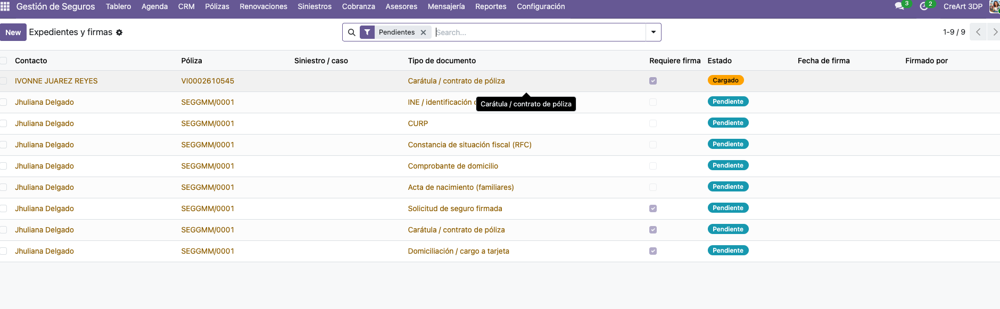 Gestión de Seguros Tablero Agenda CRM Pólizas Renovaciones Siniestros Cobranza Asesores Mensajería Reportes Configuración 3 2 CreArt 3DP
New Expedientes y firmas Pendientes Search... 1-9 / 9
Contacto Póliza Siniestro / caso Tipo de documento Requiere firma Estado Fecha de firma Firmado por
IVONNE JUAREZ REYES VI0002610545 Carátula / contrato de póliza Cargado
Jhuliana Delgado SEGGMM/0001 INE / identificación Pendiente
Carátula / contrato de póliza
Jhuliana Delgado SEGGMM/0001 CURP Pendiente
Jhuliana Delgado SEGGMM/0001 Constancia de situación fiscal (RFC) Pendiente
Jhuliana Delgado SEGGMM/0001 Comprobante de domicilio Pendiente
Jhuliana Delgado SEGGMM/0001 Acta de nacimiento (familiares) Pendiente
Jhuliana Delgado SEGGMM/0001 Solicitud de seguro firmada Pendiente
Jhuliana Delgado SEGGMM/0001 Carátula / contrato de póliza Pendiente
Jhuliana Delgado SEGGMM/0001 Domiciliación / cargo a tarjeta Pendiente